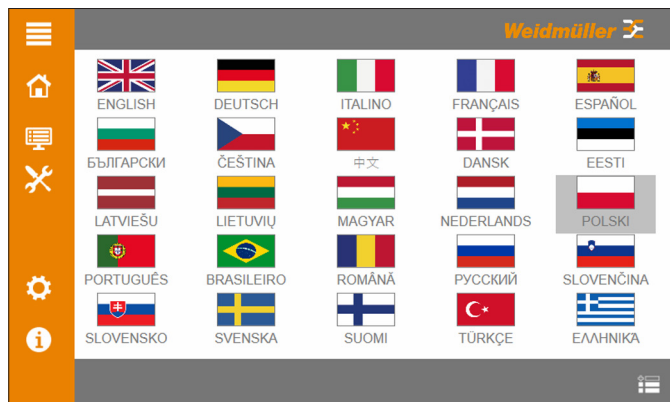 Weidmüller
ENGLISH DEUTSCH ITALINO FRANÇAIS ESPAÑOL
БЪЛГАРСКИ ČEŠTINA 中文 DANSK EESTI
LATVIEŠU LIETUVIŲ MAGYAR NEDERLANDS POLSKI
PORTUGUÊS BRASILEIRO ROMÂNĂ РУССКИЙ SLOVENČINA
SLOVENSKO SVENSKA SUOMI TÜRKÇE ΕΛΛΗΝΙΚΆ